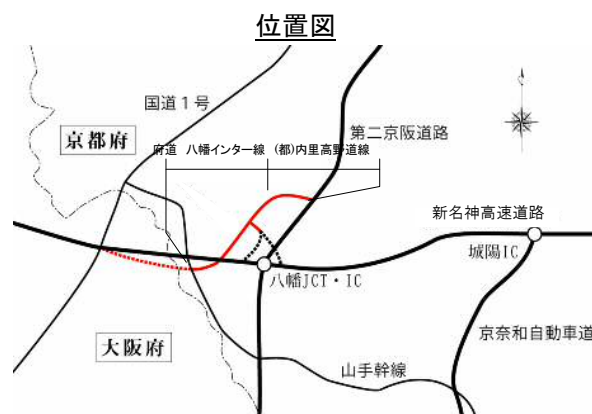 位置図
国道１号
京都府
第二京阪道路
府道 八幡インター線 (都)内里高野道線
新名神高速道路
城陽IC
八幡JCT・IC
京奈和自動車道
大阪府
山手幹線